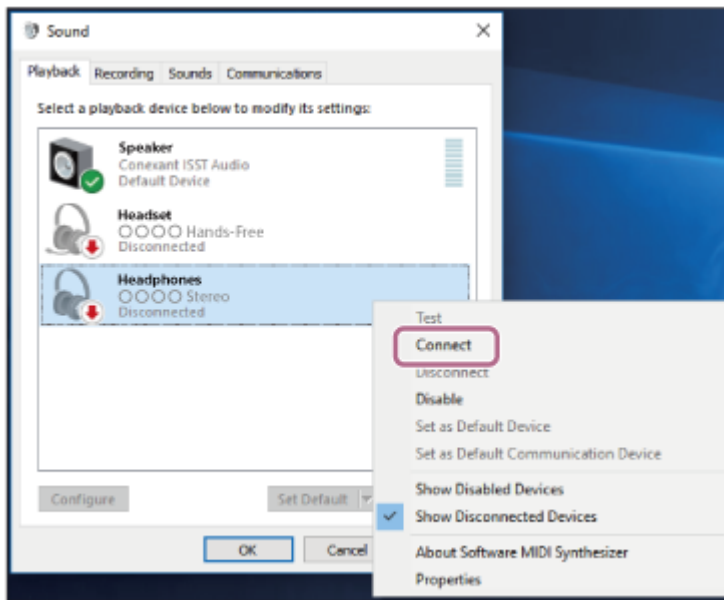 Sound
Playback Recording Sounds Communications
Select a playback device below to modify its settings:
Speaker
Conexant ISST Audio
Default Device
Headset
○○○○ Hands-Free
Disconnected
Headphones
○○○○ Stereo
Disconnected
Test
Connect
Disconnect
Disable
Set as Default Device
Set as Default Communication Device
Show Disabled Devices
Show Disconnected Devices
About Software MIDI Synthesizer
Properties
Configure Set Default
OK Cancel